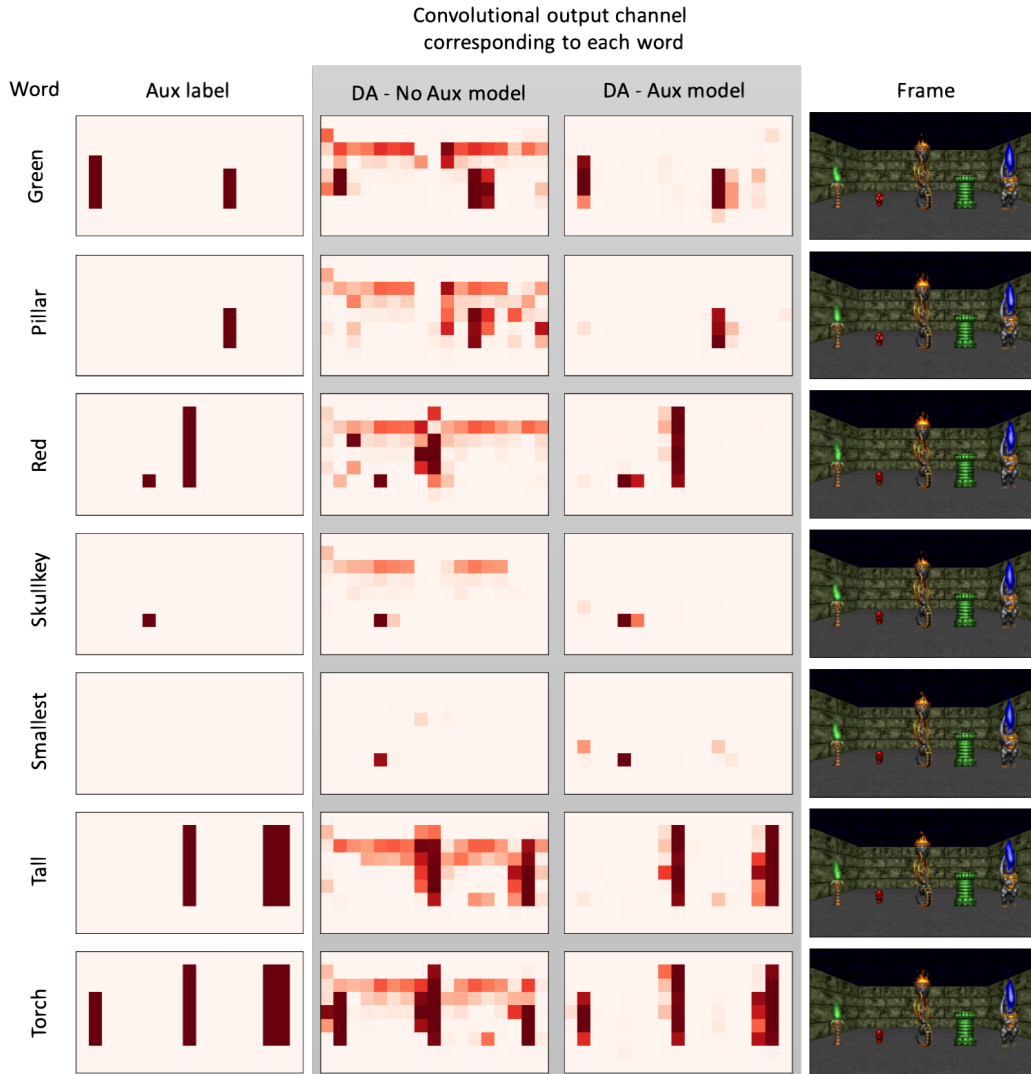 Convolutional output channel
corresponding to each word
Word
Aux label
DA - No Aux model
DA - Aux model
Frame
Green
Pillar
Red
Skullkey
Smallest
Tall
Torch